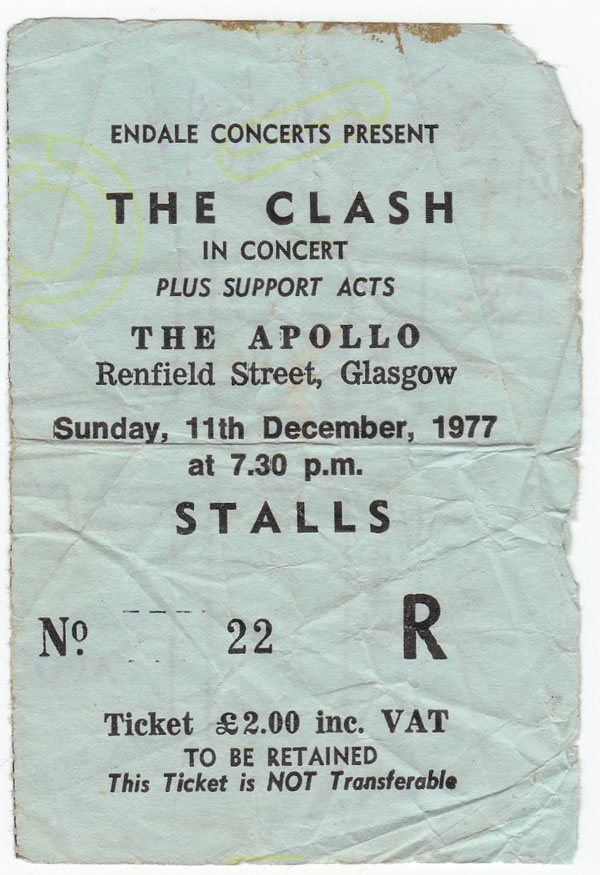 ENDALE CONCERTS PRESENT
THE CLASH
IN CONCERT
PLUS SUPPORT ACTS
THE APOLLO
Renfield Street, Glasgow
Sunday, 11th December, 1977
at 7.30 p.m.
STALLS
Nº 22 R
Ticket £2.00 inc. VAT
TO BE RETAINED
This Ticket is NOT Transferable